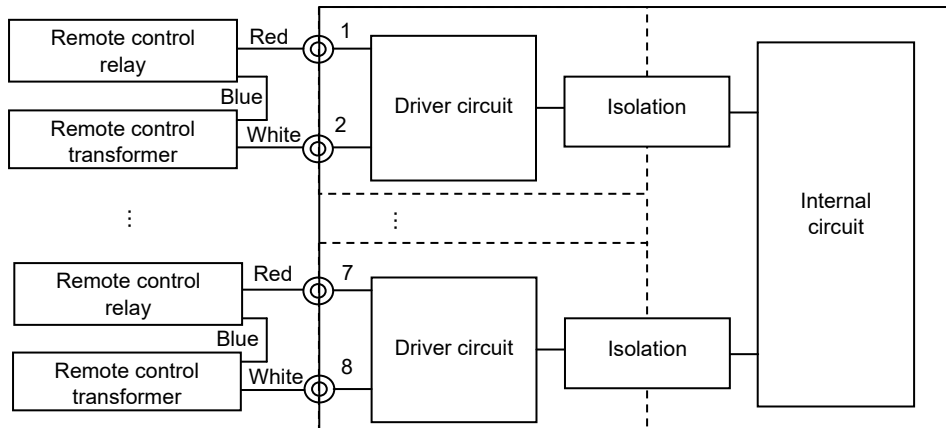 Remote control
relay
Red
1
Blue
Remote control
transformer
White
2
Driver circuit
Isolation
Internal
circuit
⋮
⋮
Remote control
relay
Red
7
Blue
Remote control
transformer
White
8
Driver circuit
Isolation